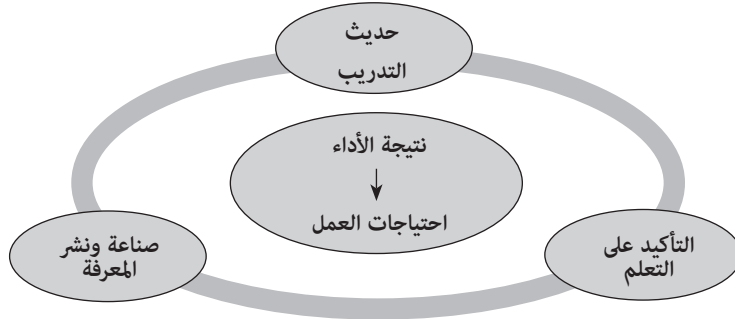 حديث
التدريب
نتيجة الأداء
احتياجات العمل
التأكيد على
التعلم
صناعة ونشر
المعرفة